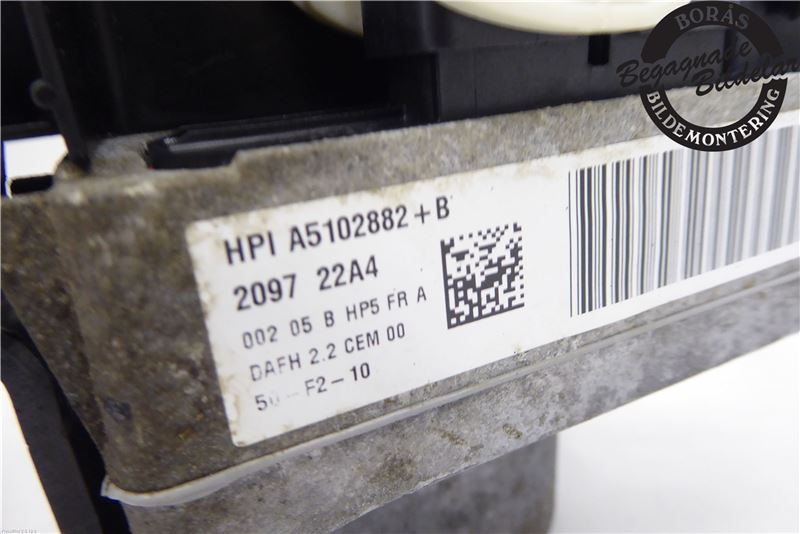 BORÅS
Begagnade
Bildelar
BILDEMONTERING
HPI A5102882+B
2097 22A4
002 05 B HP5 FR A
DAFH 2.2 CEM 00
F2-10